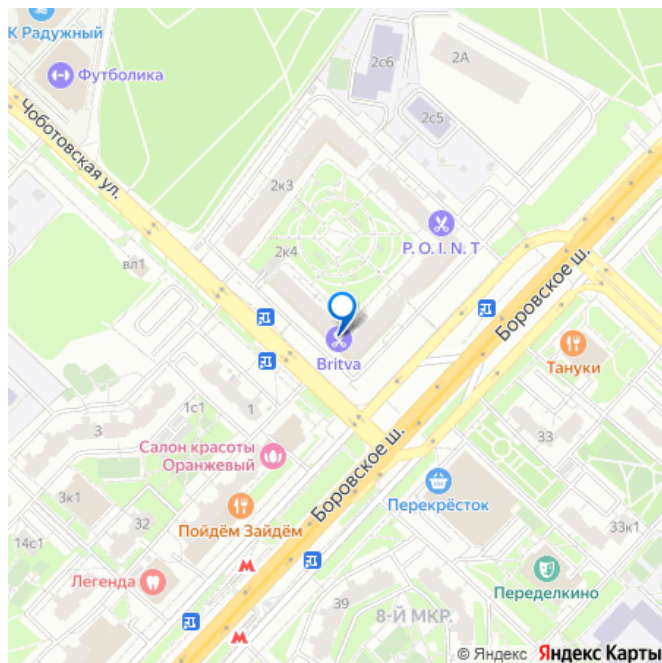 К Радужный
Футболика
2с6
2А
2с5
Чоботовская ул.
2к3
P. O. I. N. T
2к4
вл1
Боровское ш.
Britva
Тануки
1с1
1
3
Салон красоты
Оранжевый
33
Боровское ш.
Перекрёсток
3к1
32
Пойдём Зайдём
33к1
14с1
Легенда
Переделкино
39
8-Й МКР.
© Яндекс Яндекс Карты